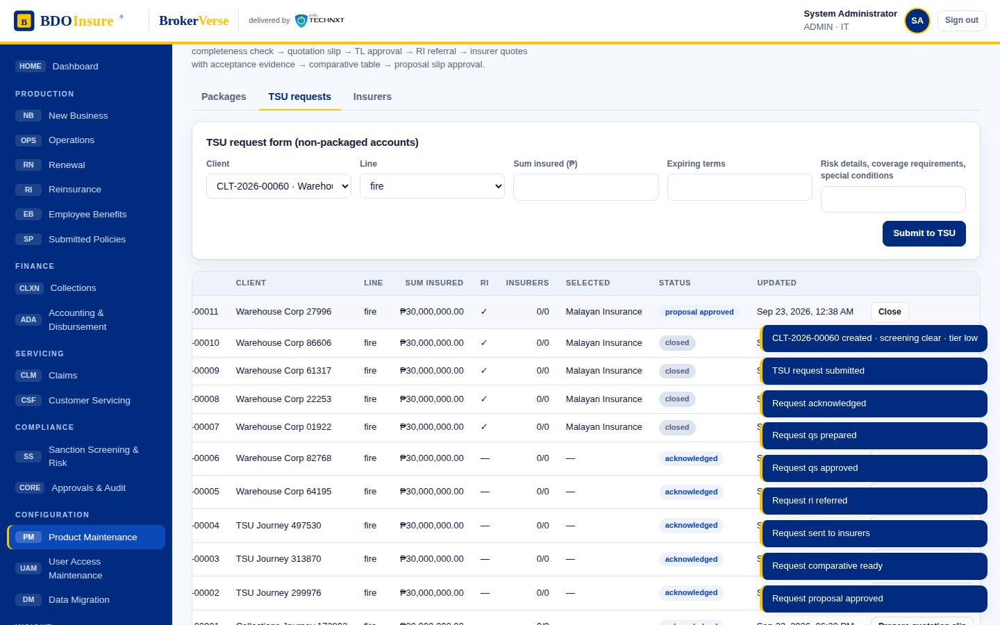 B BDOInsure ®
BrokerVerse
delivered by
TECHNXT
System Administrator
ADMIN · IT
SA
Sign out
HOME Dashboard
PRODUCTION
NB New Business
OPS Operations
RN Renewal
RI Reinsurance
EB Employee Benefits
SP Submitted Policies
FINANCE
CLXN Collections
ADA Accounting &
Disbursement
SERVICING
CLM Claims
CSF Customer Servicing
COMPLIANCE
SS Sanction Screening &
Risk
CORE Approvals & Audit
CONFIGURATION
PM Product Maintenance
UAM User Access
Maintenance
DM Data Migration
completeness check → quotation slip → TL approval → RI referral → insurer quotes
with acceptance evidence → comparative table → proposal slip approval.
Packages TSU requests Insurers
TSU request form (non-packaged accounts)
Client
CLT-2026-00060 · Warehou
Line
fire
Sum insured (₱)
Expiring terms
Risk details, coverage requirements,
special conditions
Submit to TSU
CLIENT LINE SUM INSURED RI INSURERS SELECTED STATUS UPDATED
-00011 Warehouse Corp 27996 fire ₱30,000,000.00 ✓ 0/0 Malayan Insurance proposal approved Sep 23, 2026, 12:38 AM Close
-00010 Warehouse Corp 86606 fire ₱30,000,000.00 ✓ 0/0 Malayan Insurance closed
-00009 Warehouse Corp 61317 fire ₱30,000,000.00 ✓ 0/0 Malayan Insurance closed
-00008 Warehouse Corp 22253 fire ₱30,000,000.00 ✓ 0/0 Malayan Insurance closed
-00007 Warehouse Corp 01922 fire ₱30,000,000.00 ✓ 0/0 Malayan Insurance closed
-00006 Warehouse Corp 82768 fire ₱30,000,000.00 — 0/0 — acknowledged
-00005 Warehouse Corp 64195 fire ₱30,000,000.00 — 0/0 — acknowledged
-00004 TSU Journey 497530 fire ₱30,000,000.00 — 0/0 — acknowledged
-00003 TSU Journey 313870 fire ₱30,000,000.00 — 0/0 — acknowledged
-00002 TSU Journey 299976 fire ₱30,000,000.00 — 0/0 — acknowledged
CLT-2026-00060 created · screening clear · tier low
TSU request submitted
Request acknowledged
Request qs prepared
Request qs approved
Request ri referred
Request sent to insurers
Request comparative ready
Request proposal approved